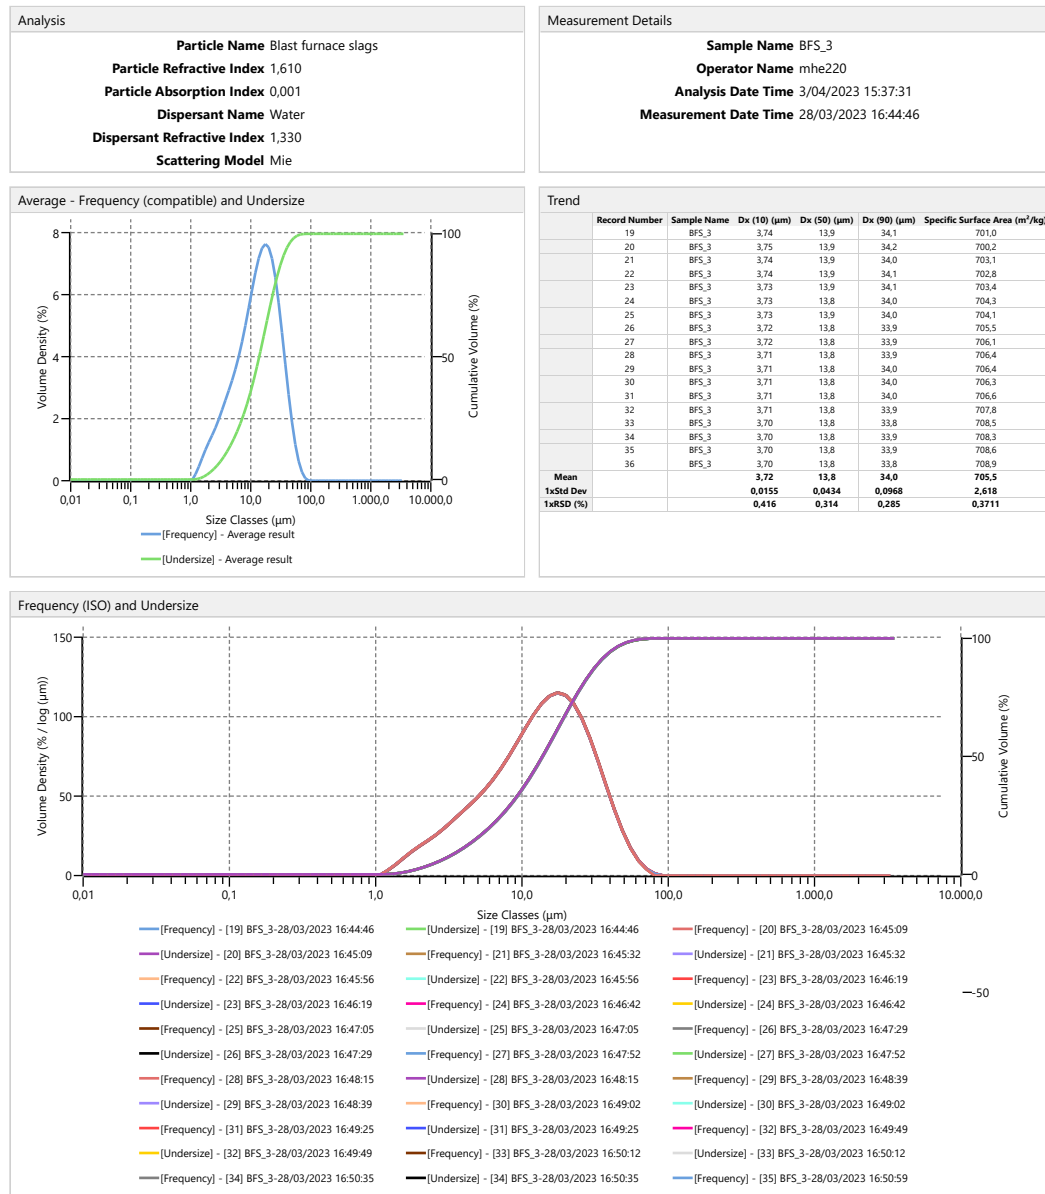 Analysis
Particle Name Blast furnace slags
Particle Refractive Index 1,610
Particle Absorption Index 0,001
Dispersant Name Water
Dispersant Refractive Index 1,330
Scattering Model Mie
Measurement Details
Sample Name BFS_3
Operator Name mhe220
Analysis Date Time 3/04/2023 15:37:31
Measurement Date Time 28/03/2023 16:44:46
Average - Frequency (compatible) and Undersize
Volume Density (%)
8
6
4
2
0
Cumulative Volume (%)
100
50
0
0,01 0,1 1,0 10,0 100,0 1.000,0 10.000,0
Size Classes (µm)
[Frequency] - Average result
[Undersize] - Average result
Trend
Record Number Sample Name Dx (10) (µm) Dx (50) (µm) Dx (90) (µm) Specific Surface Area (m²/kg)
19 BFS_3 3,74 13,9 34,1 701,0
20 BFS_3 3,75 13,9 34,2 700,2
21 BFS_3 3,74 13,9 34,0 703,1
22 BFS_3 3,74 13,9 34,1 702,8
23 BFS_3 3,73 13,9 34,1 703,4
24 BFS_3 3,73 13,8 34,0 704,3
25 BFS_3 3,73 13,9 34,0 704,1
26 BFS_3 3,72 13,8 33,9 705,5
27 BFS_3 3,72 13,8 33,9 706,1
28 BFS_3 3,71 13,8 33,9 706,4
29 BFS_3 3,71 13,8 34,0 706,4
30 BFS_3 3,71 13,8 34,0 706,3
31 BFS_3 3,71 13,8 34,0 706,6
32 BFS_3 3,71 13,8 33,9 707,8
33 BFS_3 3,70 13,8 33,8 708,5
34 BFS_3 3,70 13,8 33,9 708,3
35 BFS_3 3,70 13,8 33,9 708,6
36 BFS_3 3,70 13,8 33,8 708,9
Mean 3,72 13,8 34,0 705,5
1xStd Dev 0,0155 0,0434 0,0968 2,618
1xRSD (%) 0,416 0,314 0,285 0,3711
Frequency (ISO) and Undersize
Volume Density (% / log (µm))
150
100
50
0
Cumulative Volume (%)
100
50
0
-50
0,01 0,1 1,0 10,0 100,0 1.000,0 10.000,0
Size Classes (µm)
[Frequency] - [19] BFS_3-28/03/2023 16:44:46 [Undersize] - [19] BFS_3-28/03/2023 16:44:46 [Frequency] - [20] BFS_3-28/03/2023 16:45:09
[Undersize] - [20] BFS_3-28/03/2023 16:45:09 [Frequency] - [21] BFS_3-28/03/2023 16:45:32 [Undersize] - [21] BFS_3-28/03/2023 16:45:32
[Frequency] - [22] BFS_3-28/03/2023 16:45:56 [Undersize] - [22] BFS_3-28/03/2023 16:45:56 [Frequency] - [23] BFS_3-28/03/2023 16:46:19
[Undersize] - [23] BFS_3-28/03/2023 16:46:19 [Frequency] - [24] BFS_3-28/03/2023 16:46:42 [Undersize] - [24] BFS_3-28/03/2023 16:46:42
[Frequency] - [25] BFS_3-28/03/2023 16:47:05 [Undersize] - [25] BFS_3-28/03/2023 16:47:05 [Frequency] - [26] BFS_3-28/03/2023 16:47:29
[Undersize] - [26] BFS_3-28/03/2023 16:47:29 [Frequency] - [27] BFS_3-28/03/2023 16:47:52 [Undersize] - [27] BFS_3-28/03/2023 16:47:52
[Frequency] - [28] BFS_3-28/03/2023 16:48:15 [Undersize] - [28] BFS_3-28/03/2023 16:48:15 [Frequency] - [29] BFS_3-28/03/2023 16:48:39
[Undersize] - [29] BFS_3-28/03/2023 16:48:39 [Frequency] - [30] BFS_3-28/03/2023 16:49:02 [Undersize] - [30] BFS_3-28/03/2023 16:49:02
[Frequency] - [31] BFS_3-28/03/2023 16:49:25 [Undersize] - [31] BFS_3-28/03/2023 16:49:25 [Frequency] - [32] BFS_3-28/03/2023 16:49:49
[Undersize] - [32] BFS_3-28/03/2023 16:49:49 [Frequency] - [33] BFS_3-28/03/2023 16:50:12 [Undersize] - [33] BFS_3-28/03/2023 16:50:12
[Frequency] - [34] BFS_3-28/03/2023 16:50:35 [Undersize] - [34] BFS_3-28/03/2023 16:50:35 [Frequency] - [35] BFS_3-28/03/2023 16:50:59